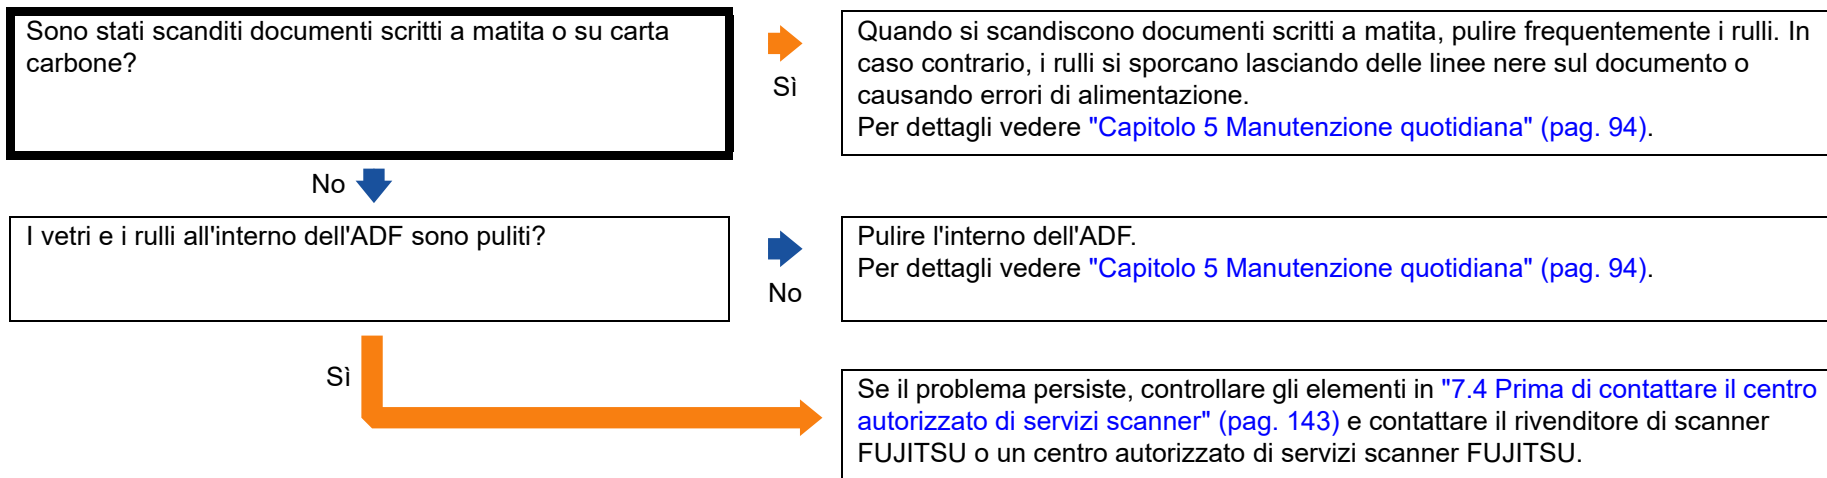 Sono stati scanditi documenti scritti a matita o su carta
carbone?
Sì
Quando si scandiscono documenti scritti a matita, pulire frequentemente i rulli. In
caso contrario, i rulli si sporcano lasciando delle linee nere sul documento o
causando errori di alimentazione.
Per dettagli vedere "Capitolo 5 Manutenzione quotidiana" (pag. 94).
No
I vetri e i rulli all'interno dell'ADF sono puliti?
No
Pulire l'interno dell'ADF.
Per dettagli vedere "Capitolo 5 Manutenzione quotidiana" (pag. 94).
Sì
Se il problema persiste, controllare gli elementi in "7.4 Prima di contattare il centro
autorizzato di servizi scanner" (pag. 143) e contattare il rivenditore di scanner
FUJITSU o un centro autorizzato di servizi scanner FUJITSU.